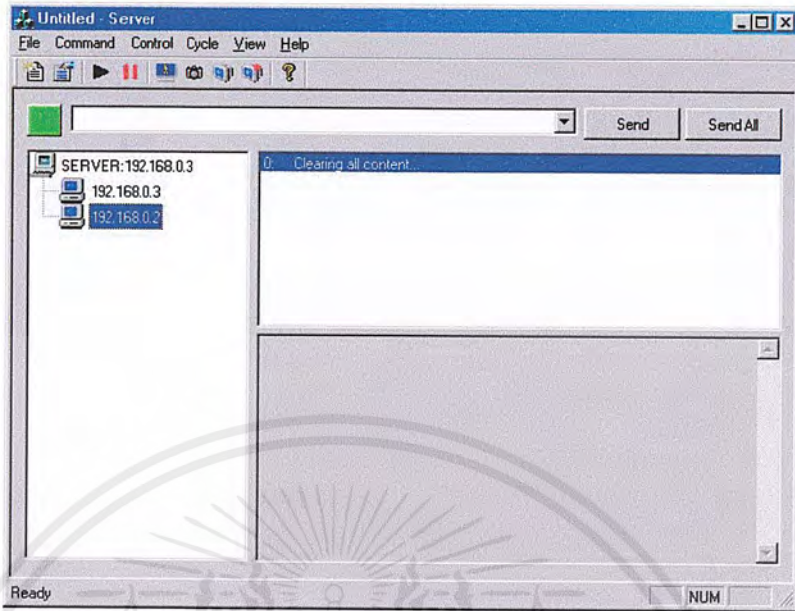 Untitled - Server
File Command Control Cycle View Help
Send Send All
SERVER:192.168.0.3
192.168.0.3
192.168.0.2
0: Clearing all content...
Ready
NUM